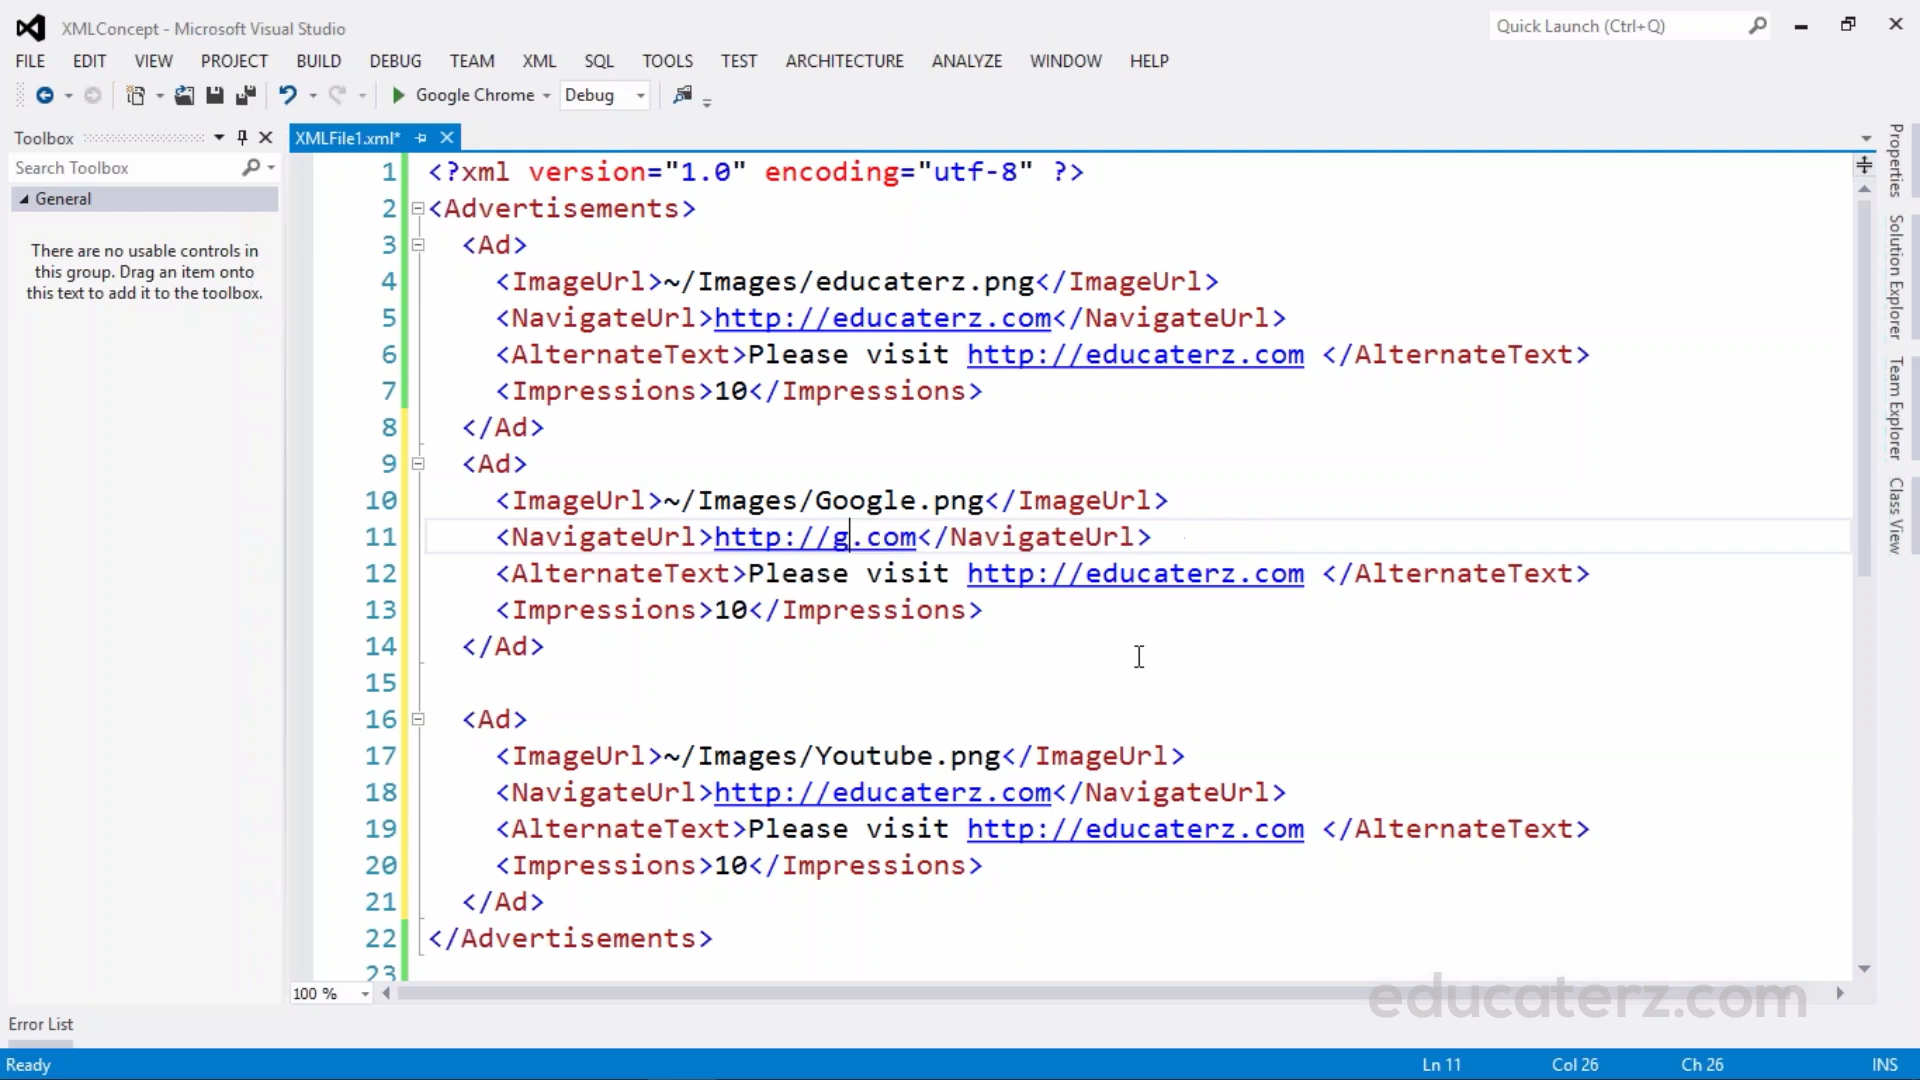 XMLConcept - Microsoft Visual Studio
Quick Launch (Ctrl+Q)
FILE EDIT VIEW PROJECT BUILD DEBUG TEAM XML SQL TOOLS TEST ARCHITECTURE ANALYZE WINDOW HELP
Google Chrome Debug
Toolbox
Search Toolbox
General
There are no usable controls in
this group. Drag an item onto
this text to add it to the toolbox.
XMLFile1.xml*
1 <?xml version="1.0" encoding="utf-8" ?>
2 <Advertisements>
3 <Ad>
4 <ImageUrl>~/Images/educaterz.png</ImageUrl>
5 <NavigateUrl>http://educaterz.com</NavigateUrl>
6 <AlternateText>Please visit http://educaterz.com </AlternateText>
7 <Impressions>10</Impressions>
8 </Ad>
9 <Ad>
10 <ImageUrl>~/Images/Google.png</ImageUrl>
11 <NavigateUrl>http://g.com</NavigateUrl>
12 <AlternateText>Please visit http://educaterz.com </AlternateText>
13 <Impressions>10</Impressions>
14 </Ad>
15
16 <Ad>
17 <ImageUrl>~/Images/Youtube.png</ImageUrl>
18 <NavigateUrl>http://educaterz.com</NavigateUrl>
19 <AlternateText>Please visit http://educaterz.com </AlternateText>
20 <Impressions>10</Impressions>
21 </Ad>
22 </Advertisements>
23
100 %
Properties
Solution Explorer
Team Explorer
Class View
educaterz.com
Error List
Ready Ln 11 Col 26 Ch 26 INS